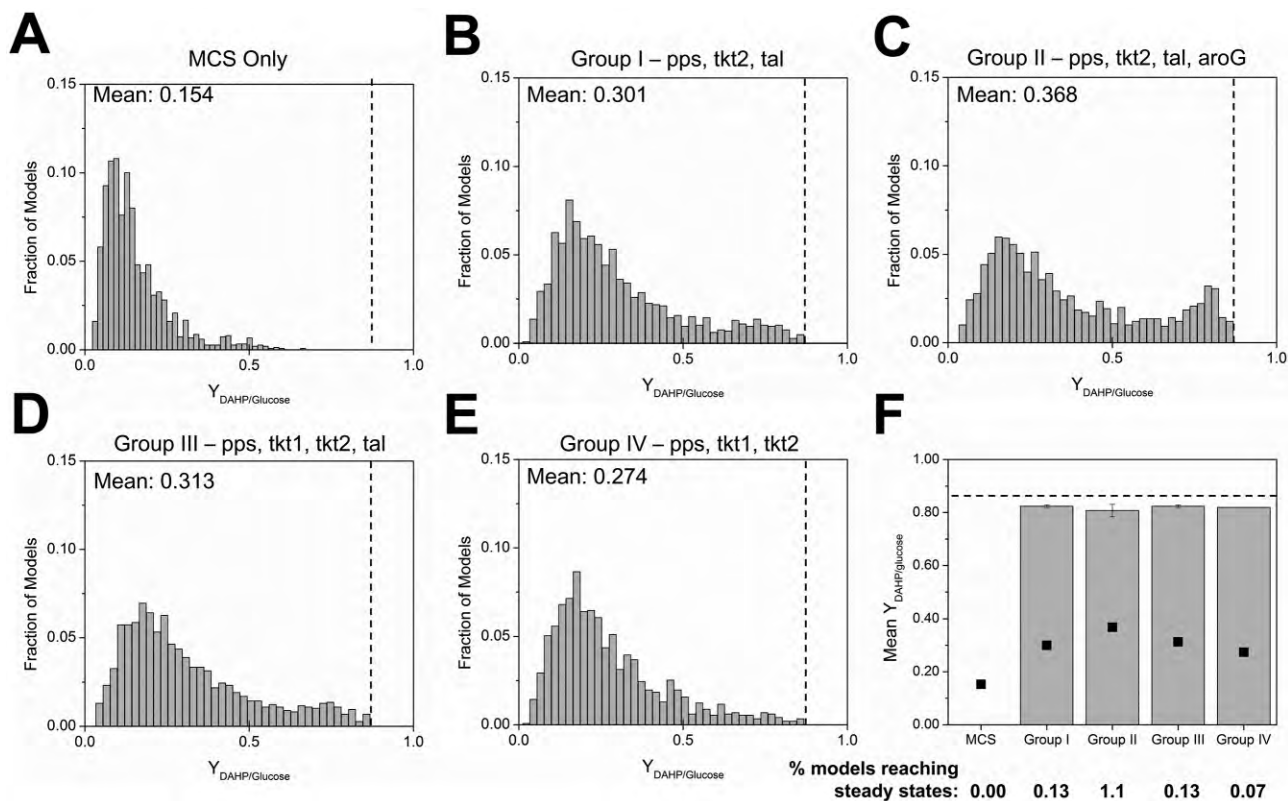 A
MCS Only
Mean: 0.154
0.15
0.10
0.05
0.00
Fraction of Models
0.0
0.5
1.0
Y DAHP/Glucose
B
Group I – pps, tkt2, tal
Mean: 0.301
0.15
0.10
0.05
0.00
Fraction of Models
0.0
0.5
1.0
Y DAHP/Glucose
C
Group II – pps, tkt2, tal, aroG
Mean: 0.368
0.15
0.10
0.05
0.00
Fraction of Models
0.0
0.5
1.0
Y DAHP/Glucose
D
Group III – pps, tkt1, tkt2, tal
Mean: 0.313
0.15
0.10
0.05
0.00
Fraction of Models
0.0
0.5
1.0
Y DAHP/Glucose
E
Group IV – pps, tkt1, tkt2
Mean: 0.274
0.15
0.10
0.05
0.00
Fraction of Models
0.0
0.5
1.0
Y DAHP/Glucose
F
1.00
0.80
0.60
0.40
0.20
0.00
Mean Y DAHP/glucose
MCS Group I Group II Group III Group IV
% models reaching
steady states: 0.00 0.13 1.1 0.13 0.07